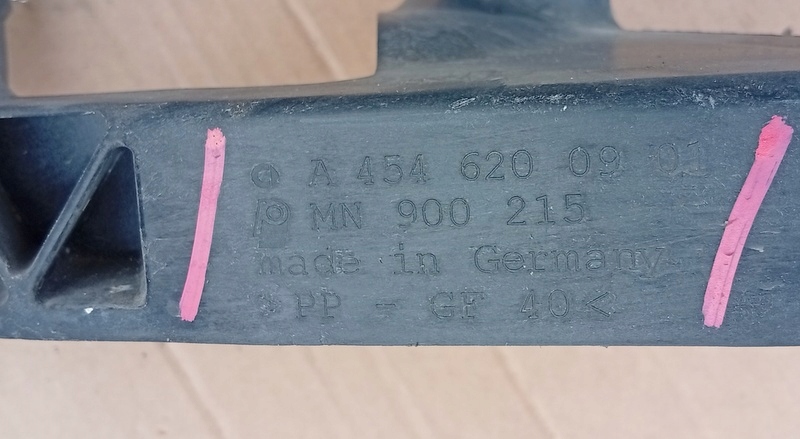 A 454 620 09 01
MN 900 215
made in Germany
>PP - GF 40<